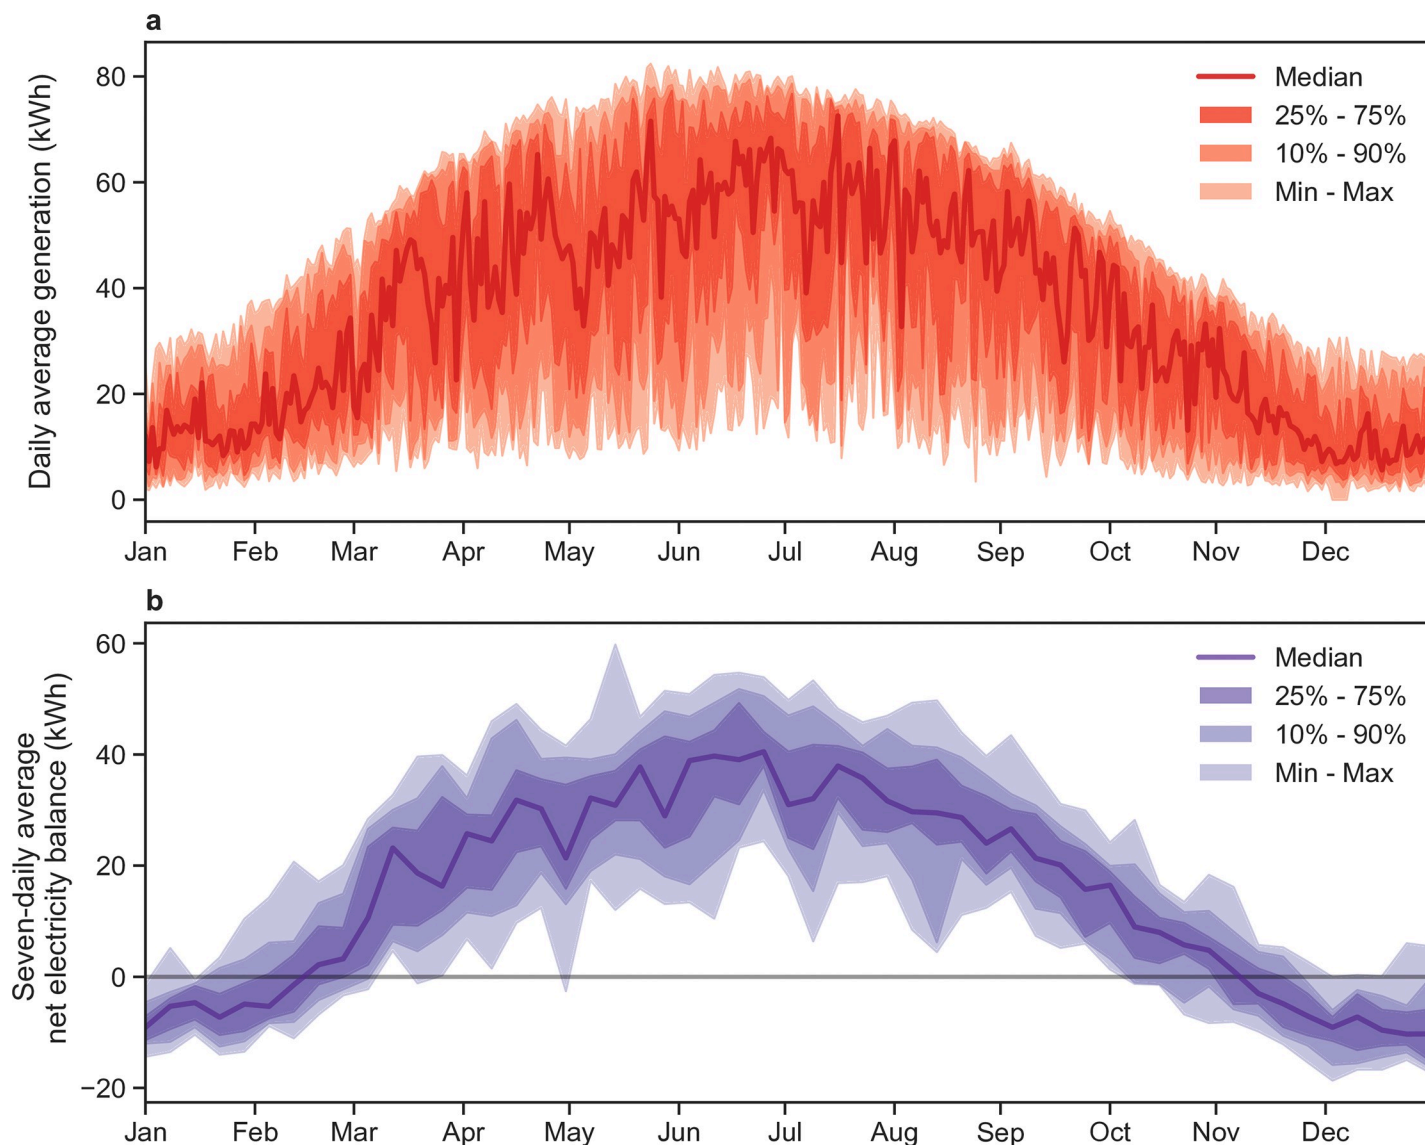 a
Daily average generation (kWh)
80
60
40
20
0
Median
25% - 75%
10% - 90%
Min - Max
Jan Feb Mar Apr May Jun Jul Aug Sep Oct Nov Dec
b
Seven-daily average
net electricity balance (kWh)
60
40
20
0
−20
Median
25% - 75%
10% - 90%
Min - Max
Jan Feb Mar Apr May Jun Jul Aug Sep Oct Nov Dec